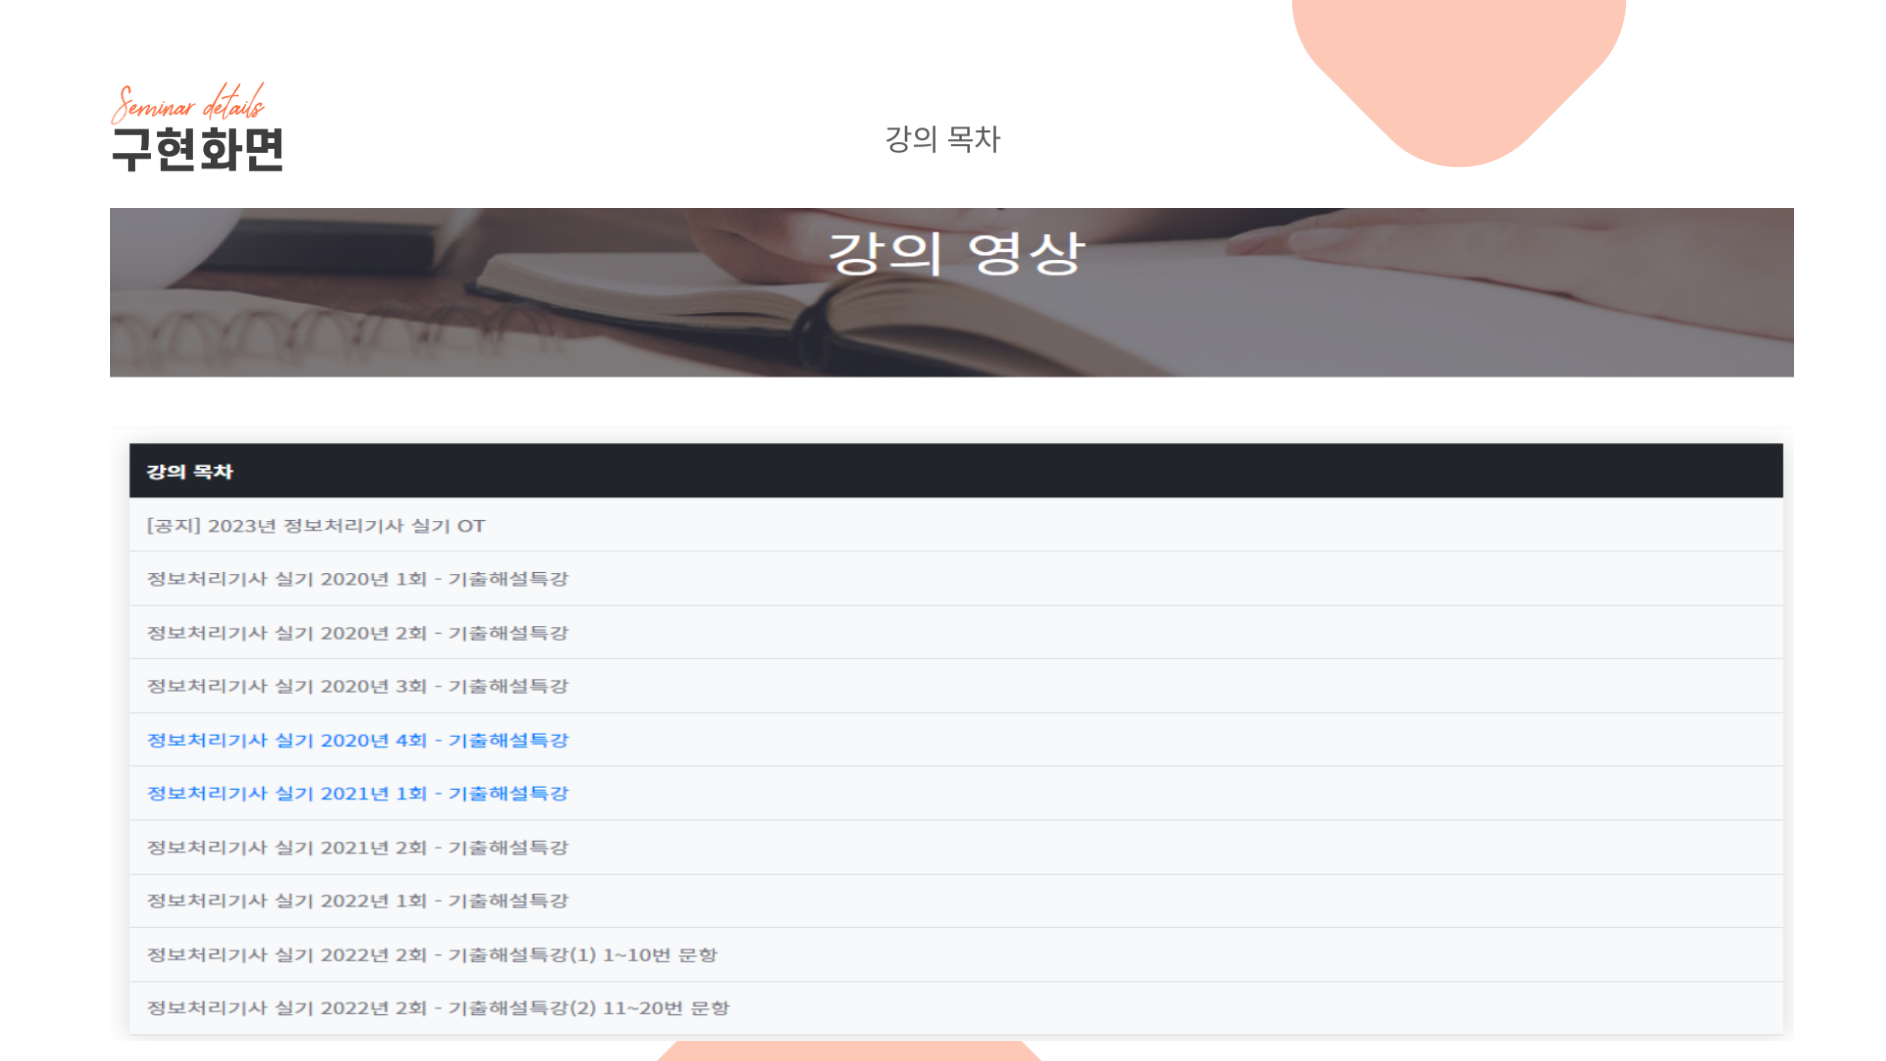 Seminar details
구현화면
강의 목차
강의 영상
강의 목차
[공지] 2023년 정보처리기사 실기 OT
정보처리기사 실기 2020년 1회 - 기출해설특강
정보처리기사 실기 2020년 2회 - 기출해설특강
정보처리기사 실기 2020년 3회 - 기출해설특강
정보처리기사 실기 2020년 4회 - 기출해설특강
정보처리기사 실기 2021년 1회 - 기출해설특강
정보처리기사 실기 2021년 2회 - 기출해설특강
정보처리기사 실기 2022년 1회 - 기출해설특강
정보처리기사 실기 2022년 2회 - 기출해설특강(1) 1~10번 문항
정보처리기사 실기 2022년 2회 - 기출해설특강(2) 11~20번 문항